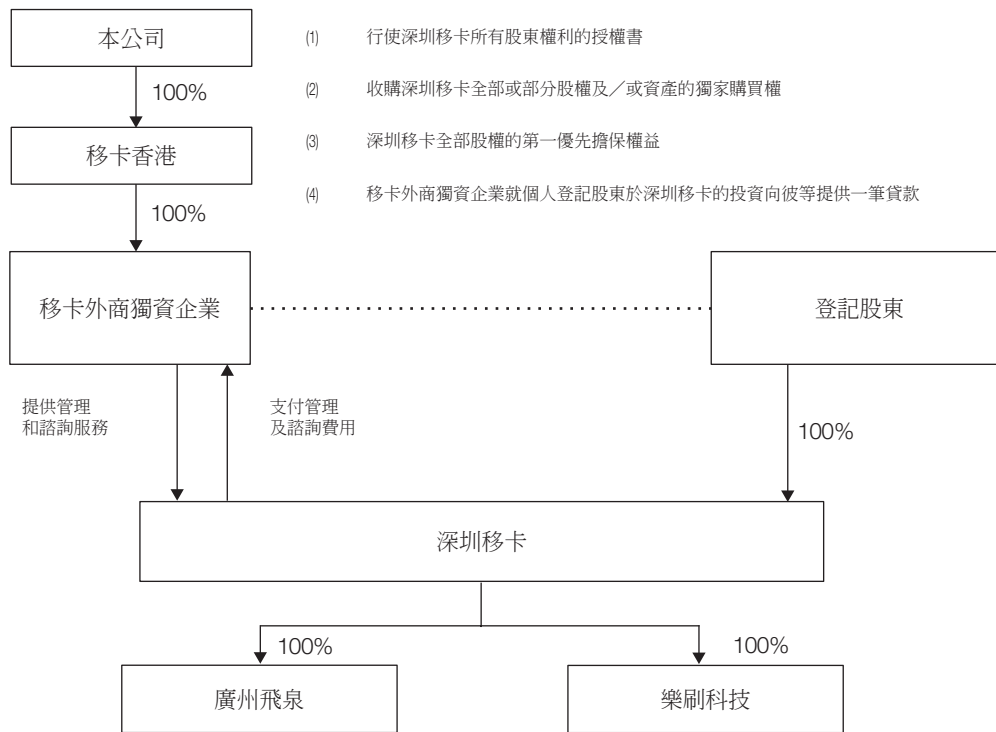 本公司
100%
移卡香港
100%
(1) 行使深圳移卡所有股東權利的授權書
(2) 收購深圳移卡全部或部分股權及／或資產的獨家購買權
(3) 深圳移卡全部股權的第一優先擔保權益
(4) 移卡外商獨資企業就個人登記股東於深圳移卡的投資向彼等提供一筆貸款
移卡外商獨資企業
登記股東
提供管理
和諮詢服務
支付管理
及諮詢費用
100%
深圳移卡
100%
100%
廣州飛泉
樂刷科技